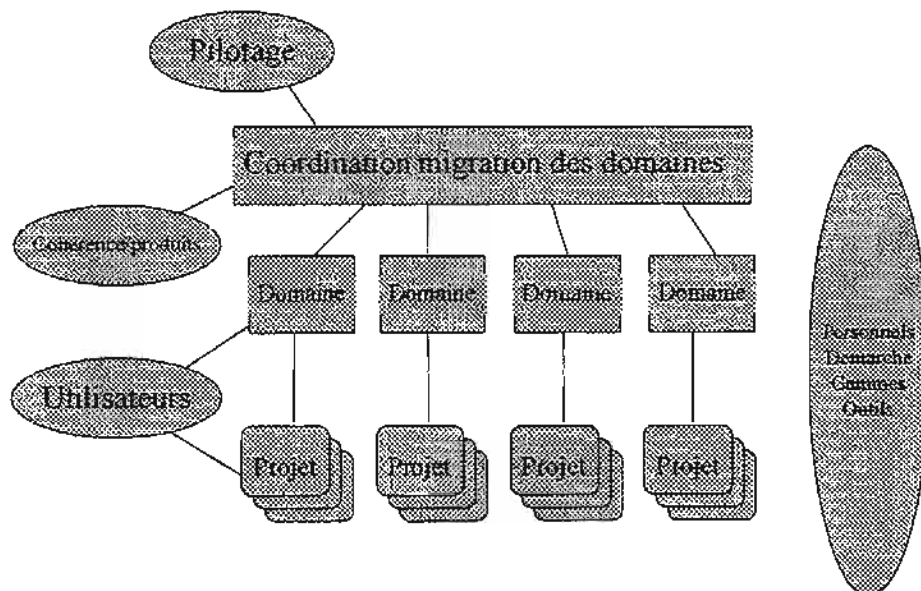 Pilotage
Coordination migration des domaines
Cohérence produits
Domaine
Domaine
Domaine
Domaine
Utilisateurs
Projet
Projet
Projet
Projet
Personnels
Démarche
Gammes
Outils